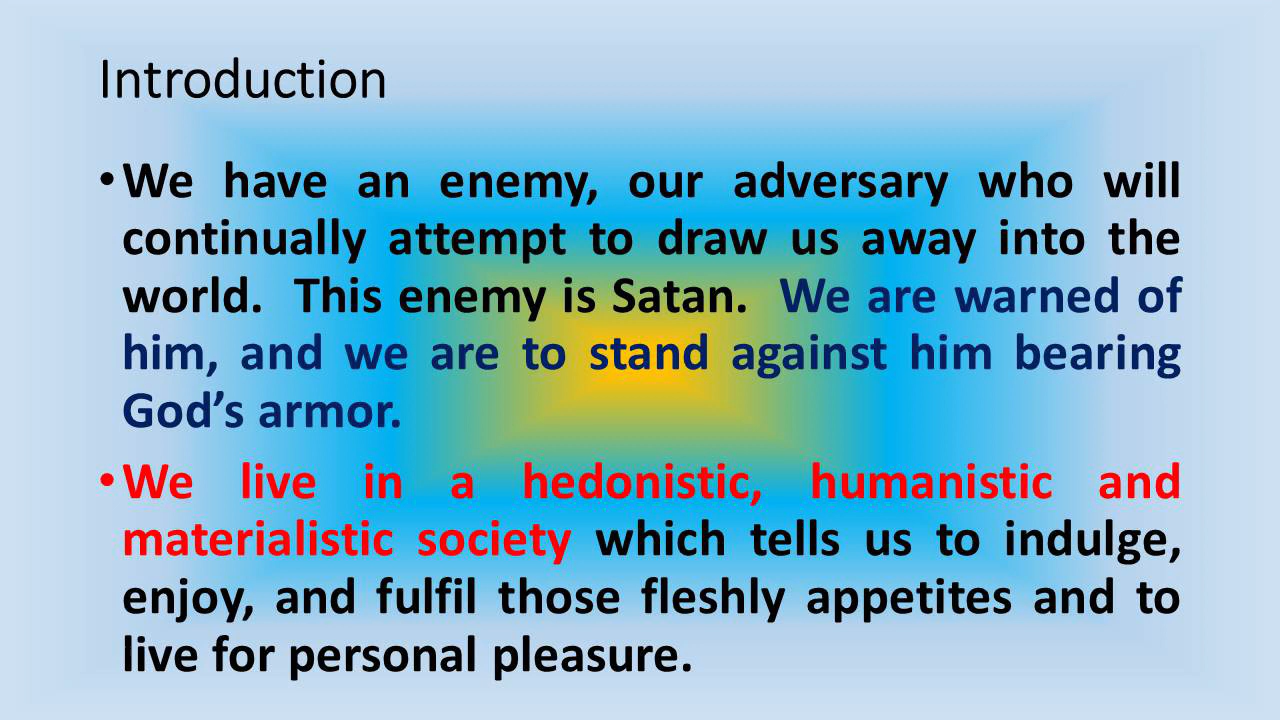 Introduction
•We have an enemy, our adversary who will
continually attempt to draw us away into the
world.  This enemy is Satan.  We are warned of
him, and we are to stand against him bearing
God’s armor.
•We live in a hedonistic, humanistic and
materialistic society which tells us to indulge,
enjoy, and fulfil those fleshly appetites and to
live for personal pleasure.